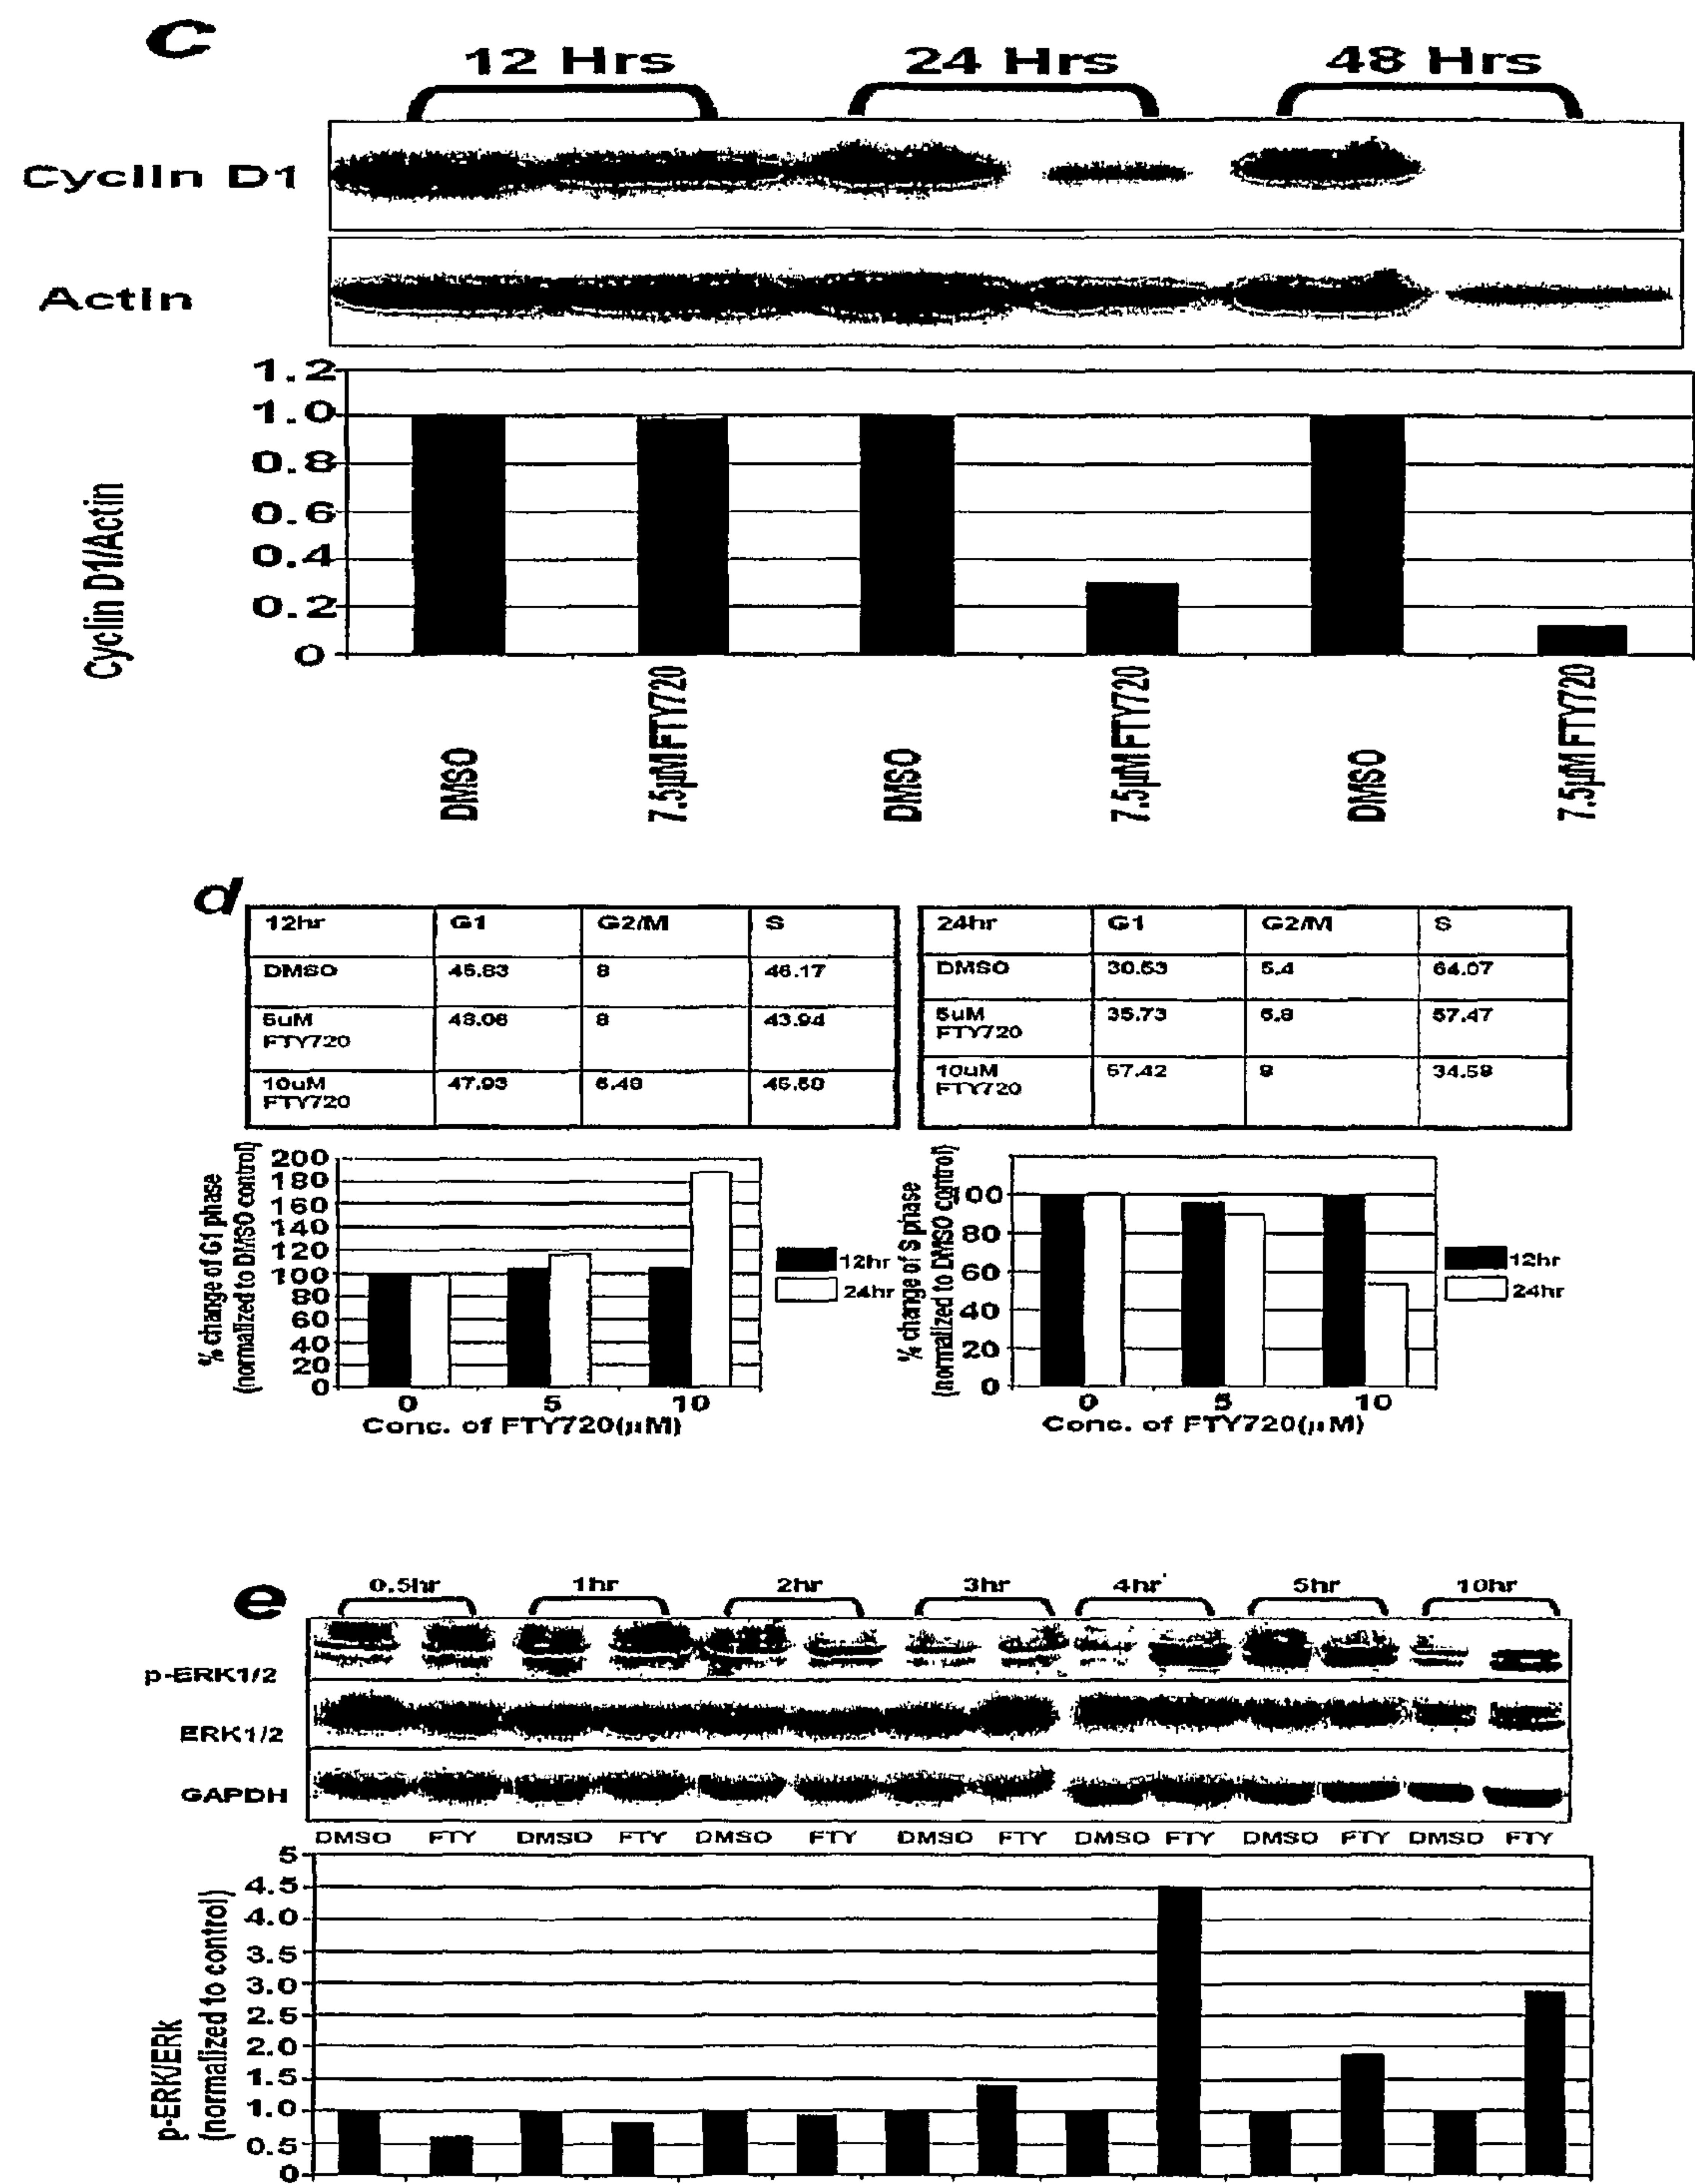 c
12 Hrs 24 Hrs 48 Hrs
Cyclin D1
Actin
1.2
1.0
0.8
0.6
0.4
0.2
0
Cyclin D1/Actin
DMSO 7.5µM FTY720 DMSO 7.5µM FTY720 DMSO 7.5µM FTY720
d
12hr G1 G2/M S
DMSO 45.83 8 46.17
5uM FTY720 48.06 8 43.94
10uM FTY720 47.93 6.48 45.60
24hr G1 G2/M S
DMSO 30.53 5.4 64.07
5uM FTY720 35.73 6.8 57.47
10uM FTY720 57.42 8 34.58
% change of G1 phase
(normalized to DMSO control)
200
180
160
140
120
100
80
60
40
20
0
0 5 10
Conc. of FTY720(µM)
12hr
24hr
% change of S phase
(normalized to DMSO control)
100
80
60
40
20
0
0 5 10
Conc. of FTY720(µM)
12hr
24hr
e
0.5hr 1hr 2hr 3hr 4hr 5hr 10hr
p-ERK1/2
ERK1/2
GAPDH
DMSO FTY DMSO FTY DMSO FTY DMSO FTY DMSO FTY DMSO FTY DMSO FTY
p-ERK/ERK
(normalized to control)
5
4.5
4.0
3.5
3.0
2.5
2.0
1.5
1.0
0.5
0